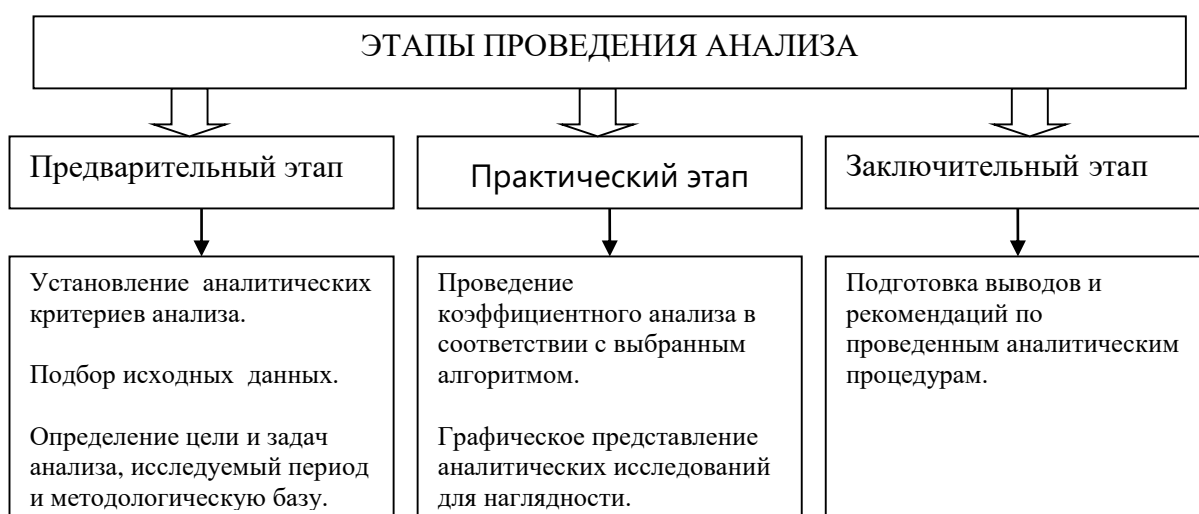 ЭТАПЫ ПРОВЕДЕНИЯ АНАЛИЗА
Предварительный этап
Практический этап
Заключительный этап
Установление аналитических
критериев анализа.
Подбор исходных данных.
Определение цели и задач
анализа, исследуемый период
и методологическую базу.
Проведение
коэффициентного анализа в
соответствии с выбранным
алгоритмом.
Графическое представление
аналитических исследований
для наглядности.
Подготовка выводов и
рекомендаций по
проведенным аналитическим
процедурам.